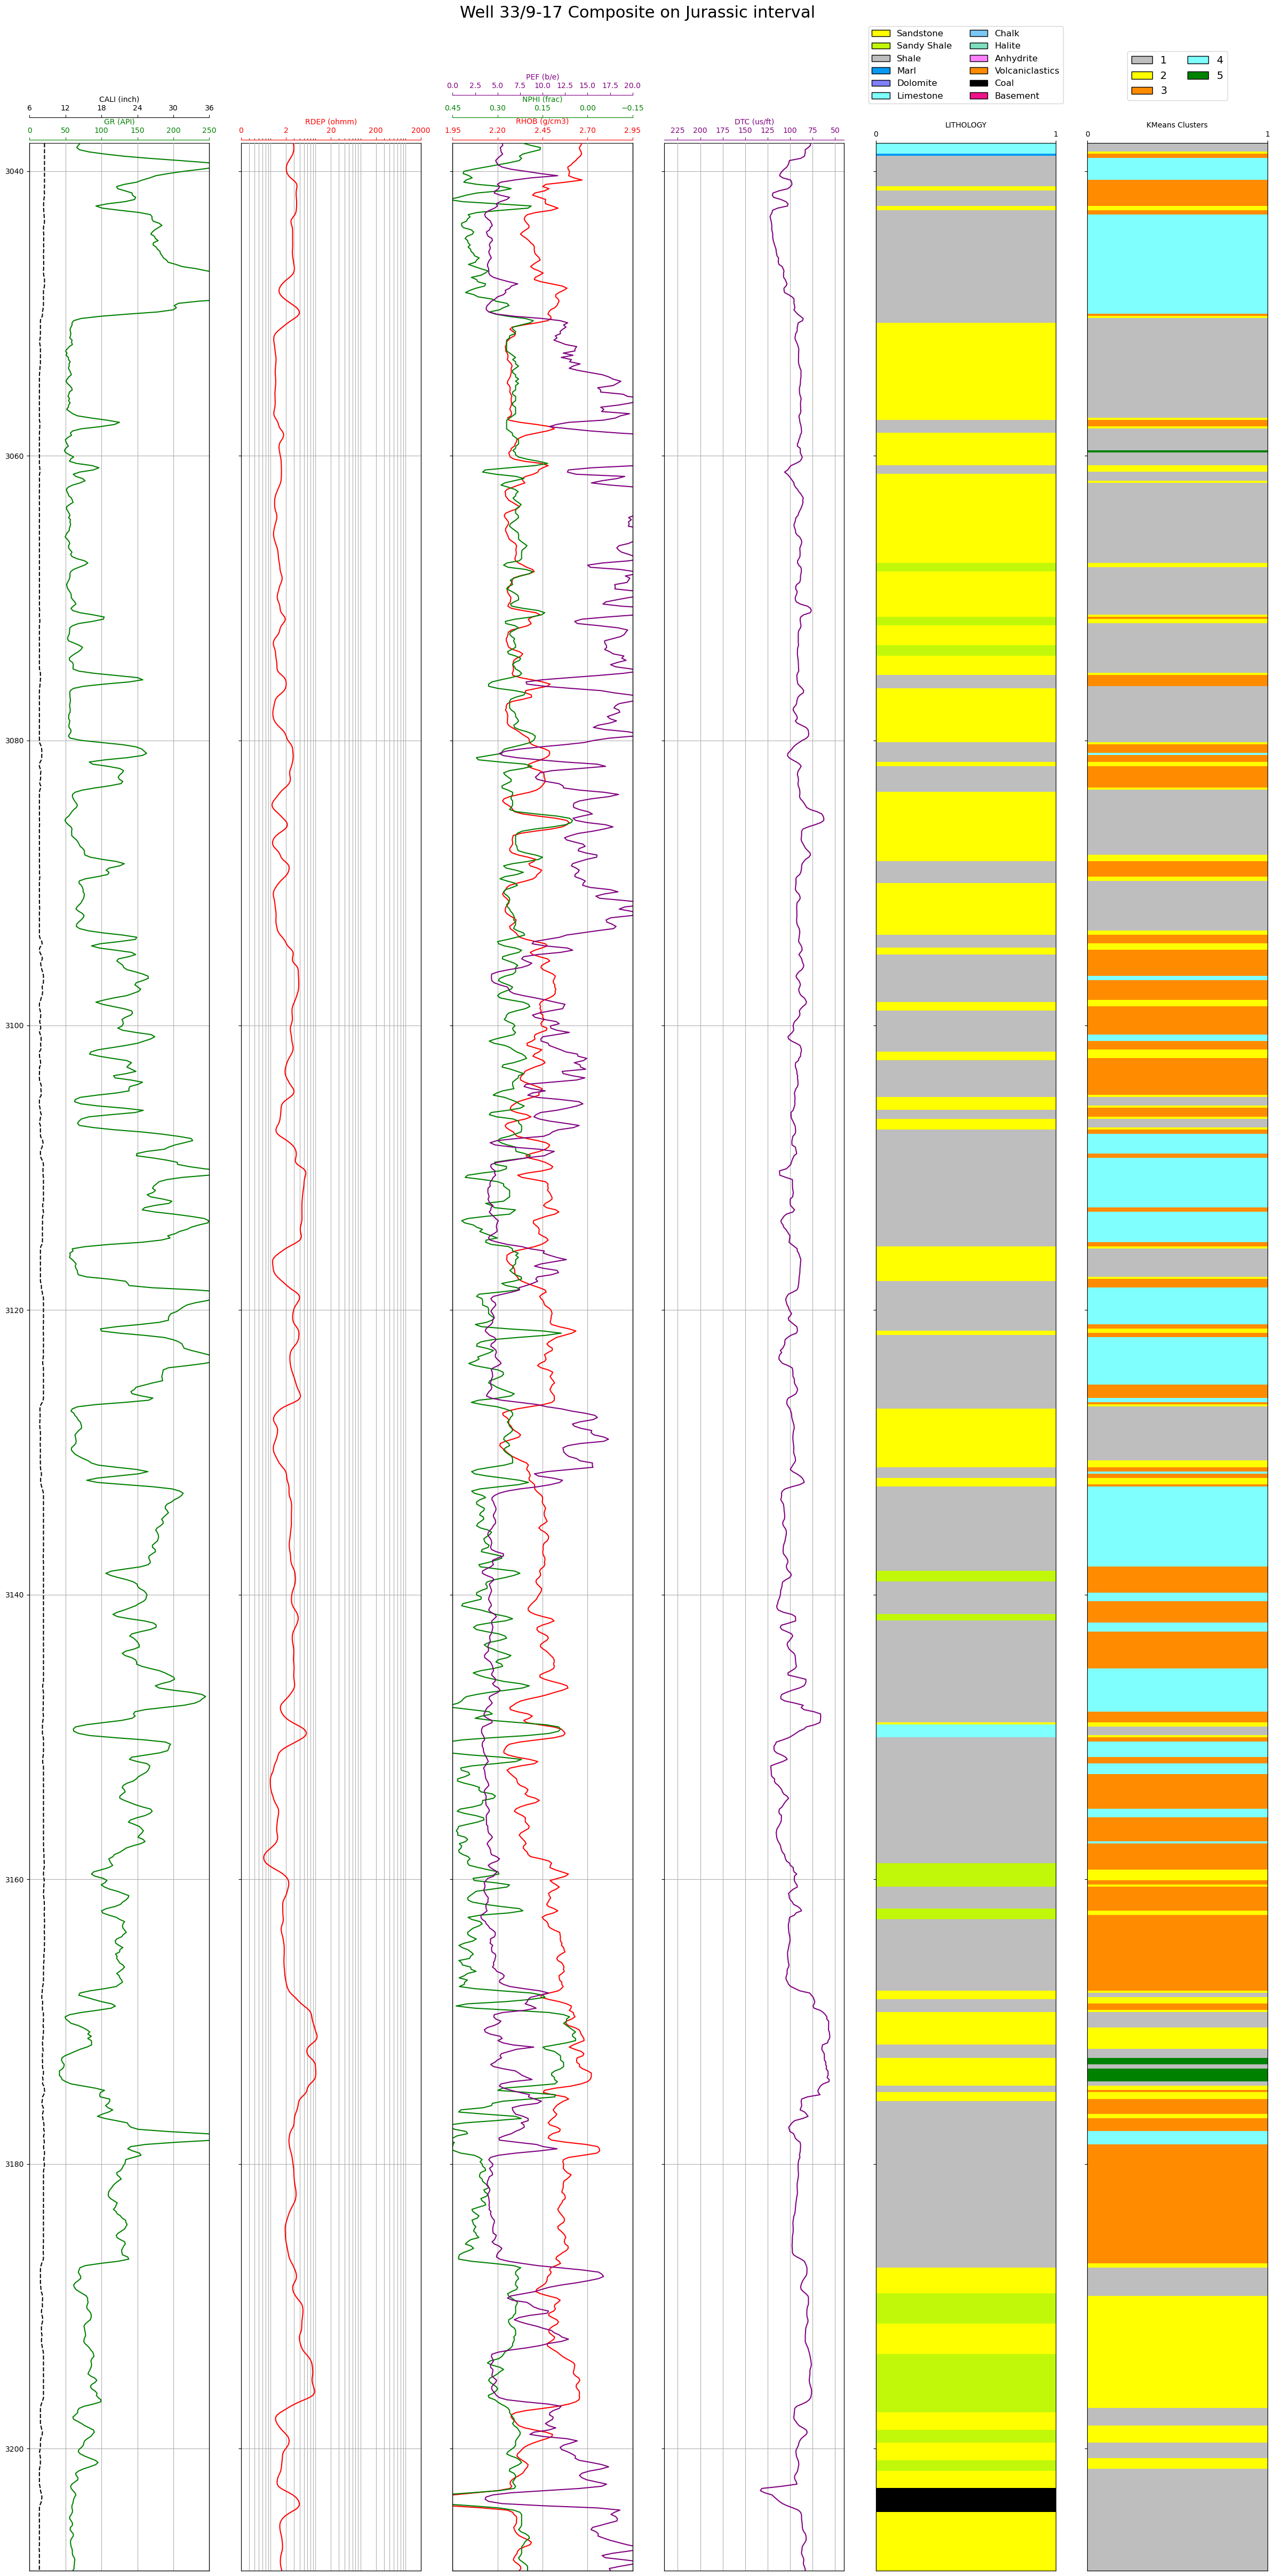 Well 33/9-17 Composite on Jurassic interval
Sandstone Chalk
Sandy Shale Halite
Shale Anhydrite
Marl Volcaniclastics
Dolomite Coal
Limestone Basement
1 4
2 5
3
PEF (b/e)
0.0 2.5 5.0 7.5 10.0 12.5 15.0 17.5 20.0
CALI (inch)
6 12 18 24 30 36
NPHI (frac)
0.45 0.30 0.15 0.00 −0.15
GR (API)
0 50 100 150 200 250
RDEP (ohmm)
0 2 20 200 2000
RHOB (g/cm3)
1.95 2.20 2.45 2.70 2.95
DTC (us/ft)
225 200 175 150 125 100 75 50
LITHOLOGY
0 1
KMeans Clusters
0 1
3040
3060
3080
3100
3120
3140
3160
3180
3200